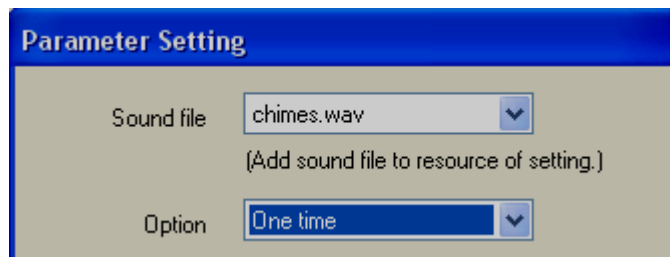 Parameter Setting
Sound file chimes.wav
(Add sound file to resource of setting.)
Option One time